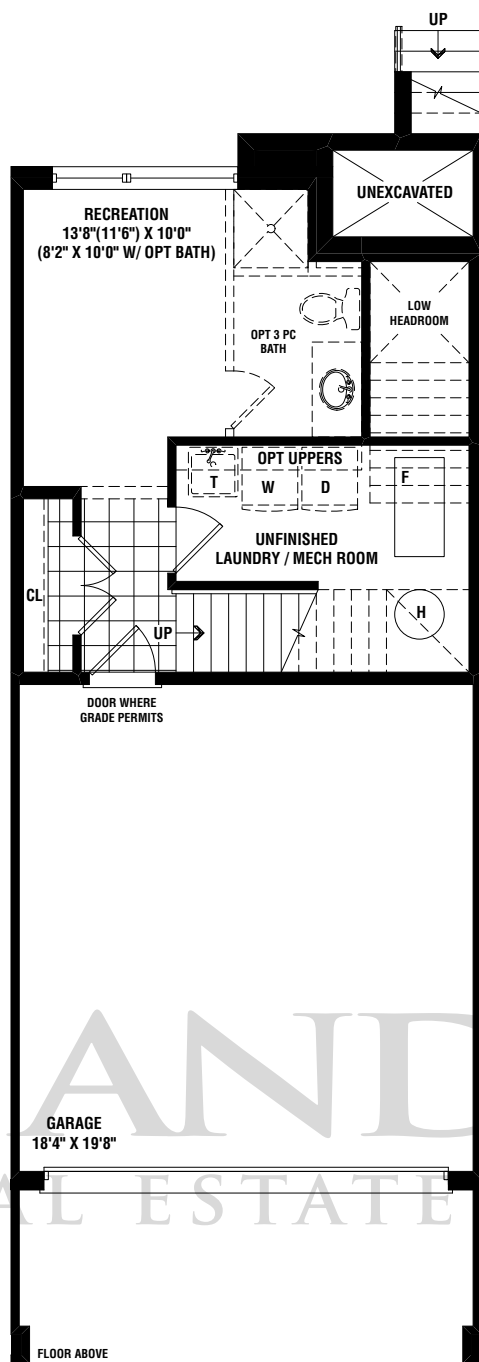 UP
UNEXCAVATED
RECREATION
13'8"(11'6") X 10'0"
(8'2" X 10'0" W/ OPT BATH)
LOW
HEADROOM
OPT 3 PC
BATH
OPT UPPERS
T
W
D
F
UNFINISHED
LAUNDRY / MECH ROOM
CL
UP
H
DOOR WHERE
GRADE PERMITS
AND
GARAGE
18'4" X 19'8"
AL ESTATE
FLOOR ABOVE